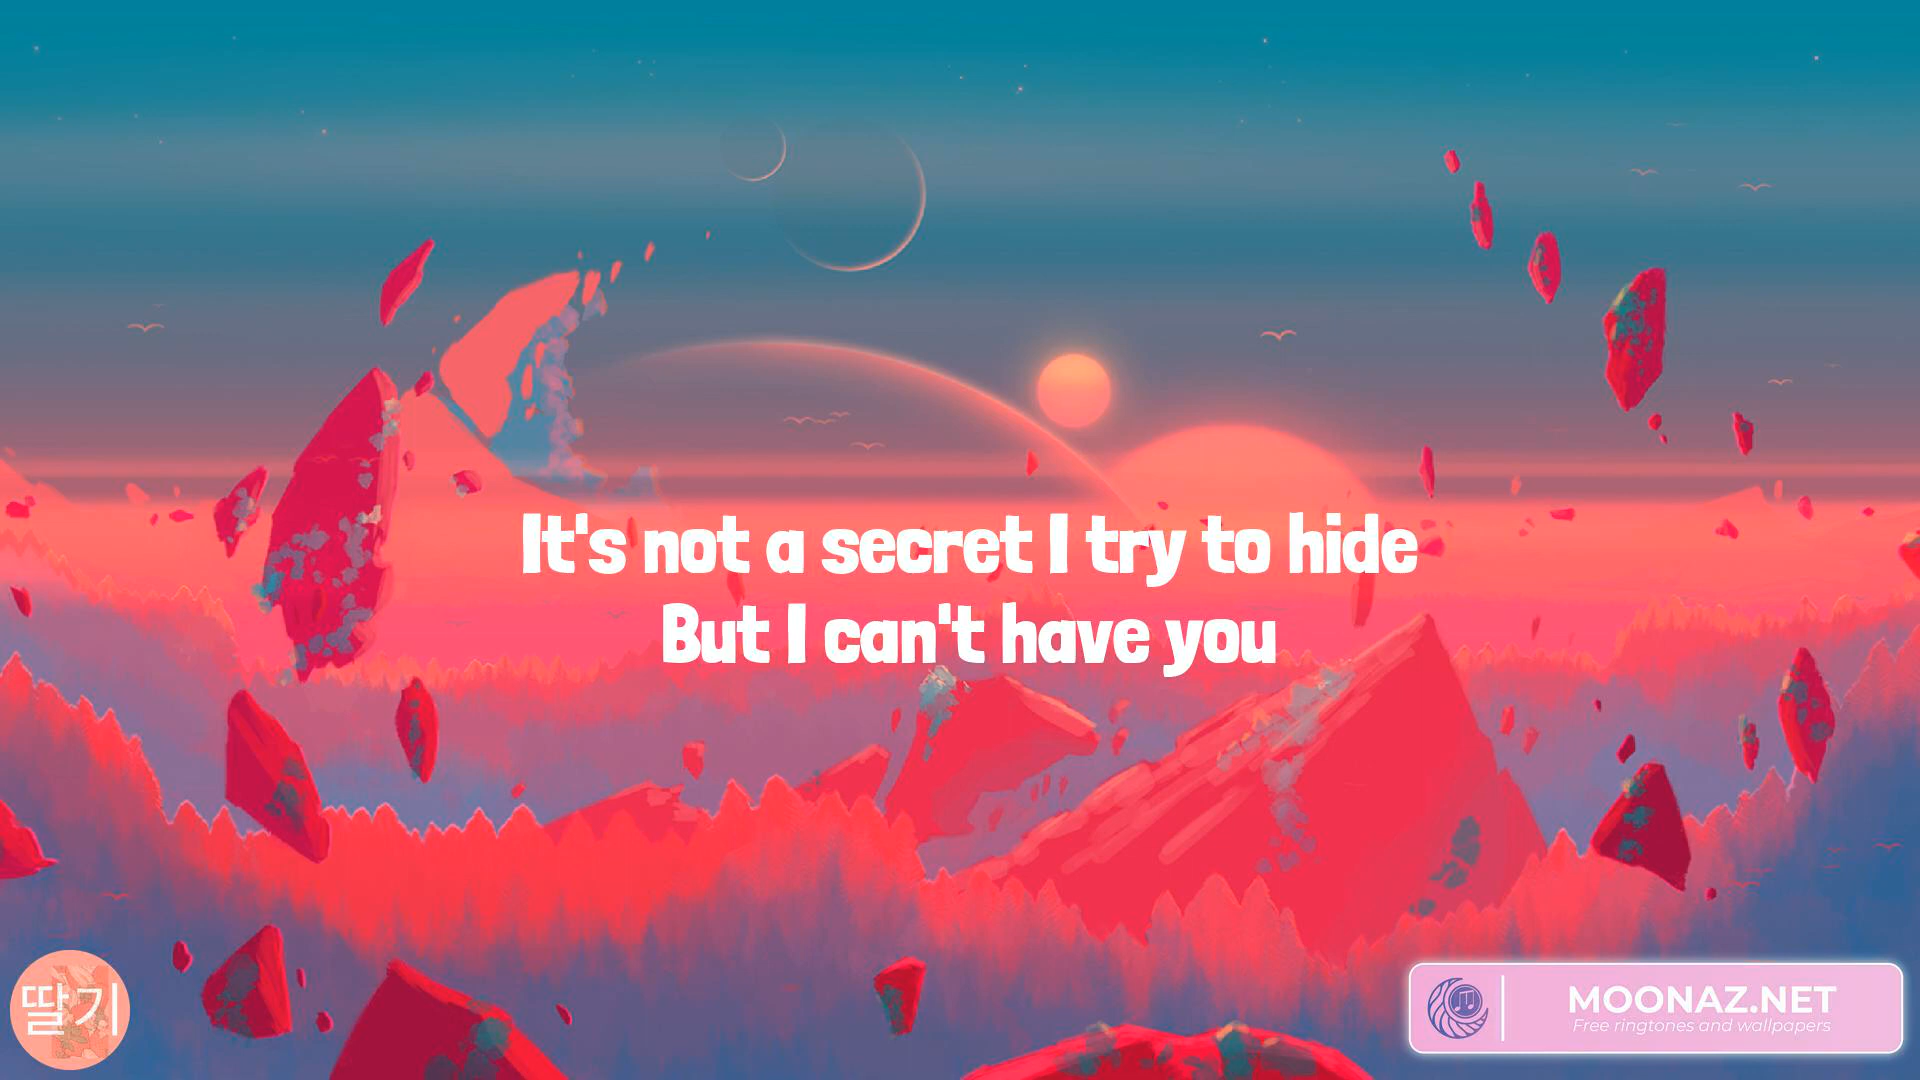 It's not a secret I try to hide
But I can't have you
딸기
MOONAZ.NET
Free ringtones and wallpapers